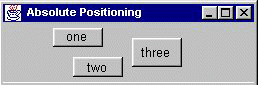 Absolute Positioning
one
three
two